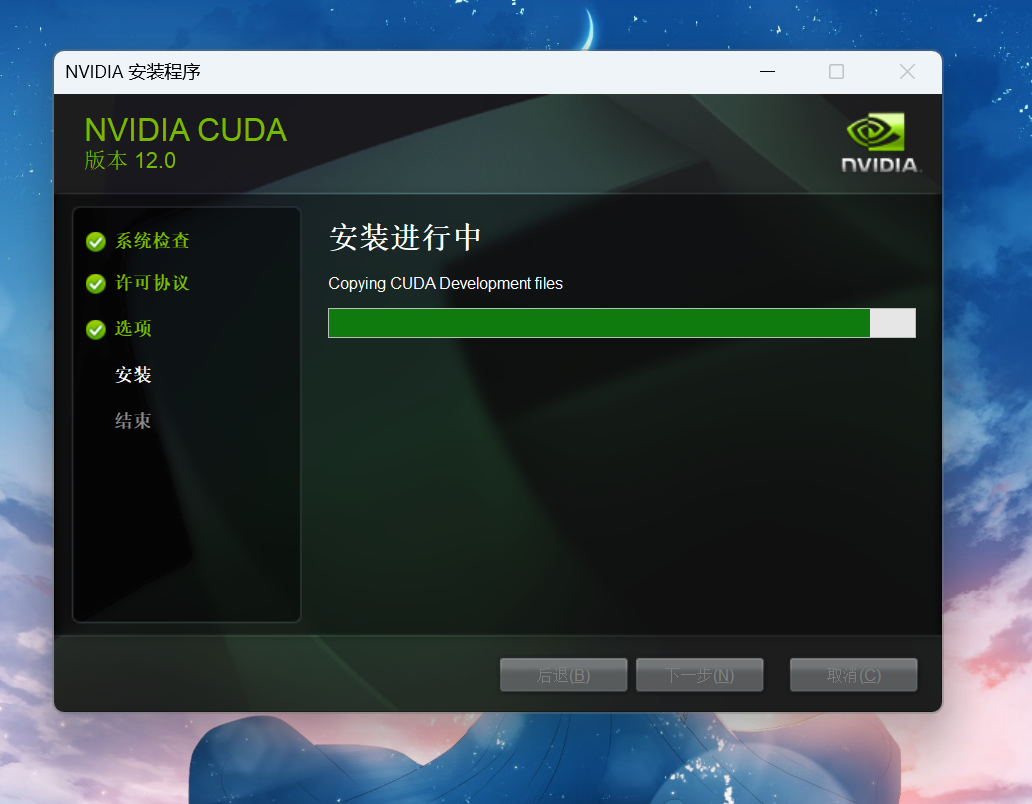 NVIDIA 安装程序
NVIDIA CUDA
版本 12.0
NVIDIA.
系统检查
许可协议
选项
安装
结束
安装进行中
Copying CUDA Development files
后退(B)
下一步(N)
取消(C)